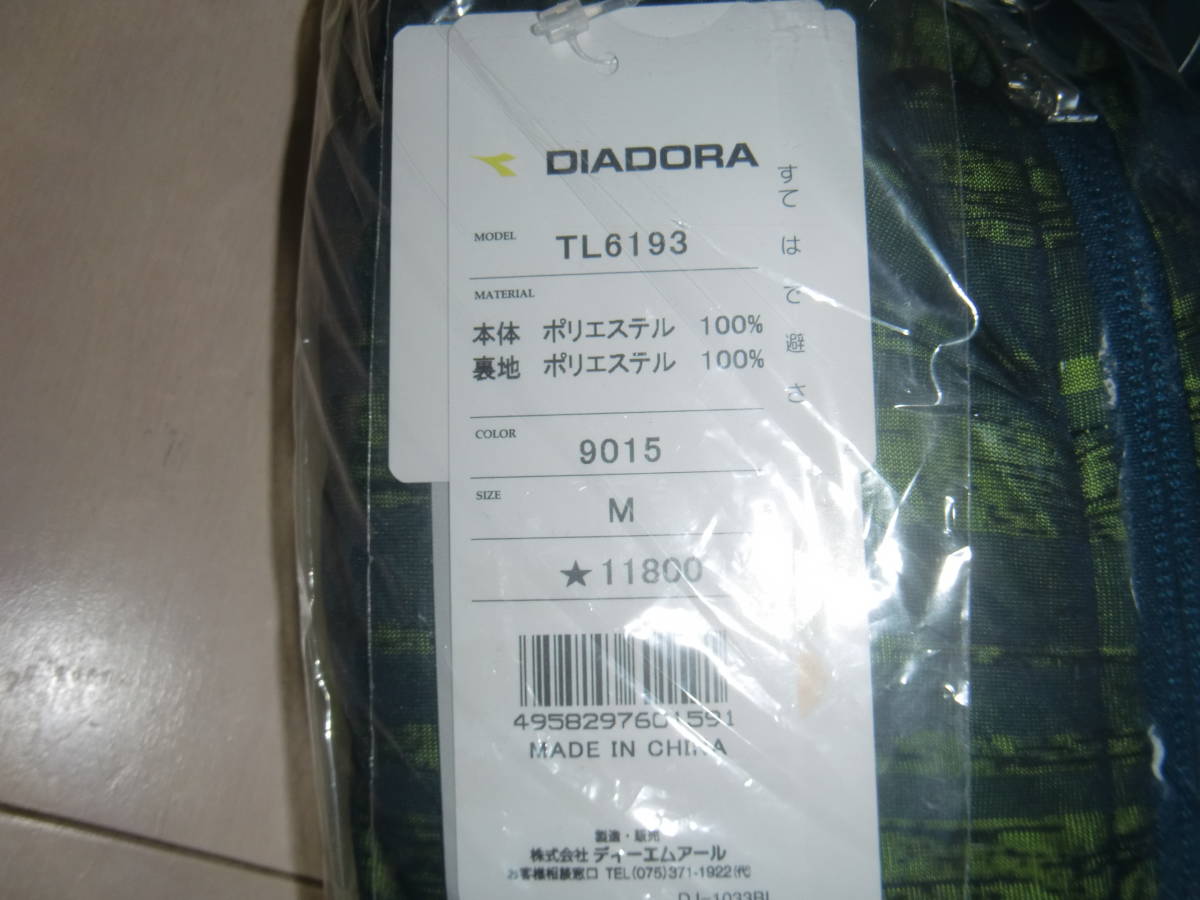 DIADORA
MODEL TL6193
MATERIAL
本体 ポリエステル 100%
裏地 ポリエステル 100%
COLOR
9015
SIZE
M
★11800
4958297601591
MADE IN CHINA
製造・販売
株式会社 ディーエムアール
お客様相談窓口 TEL(075)371-1922(代)
DJ-1033BL
すて は で 避 さ